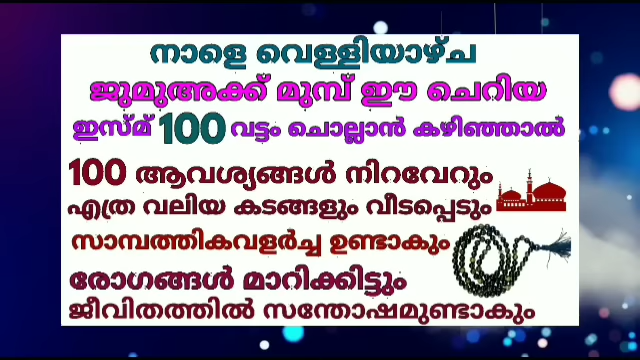 നാളെ വെള്ളിയാഴ്ച
ജുമുഅക്ക് മുമ്പ് ഈ ചെറിയ
ഇസ്മ് 100 വട്ടം ചൊല്ലാൻ കഴിഞ്ഞാൽ
100 ആവശ്യങ്ങൾ നിറവേറും
എത്ര വലിയ കടങ്ങളും വീടപ്പെടും
സാമ്പത്തികവളർച്ച ഉണ്ടാകും
രോഗങ്ങൾ മാറിക്കിട്ടും
ജീവിതത്തിൽ സന്തോഷമുണ്ടാകും